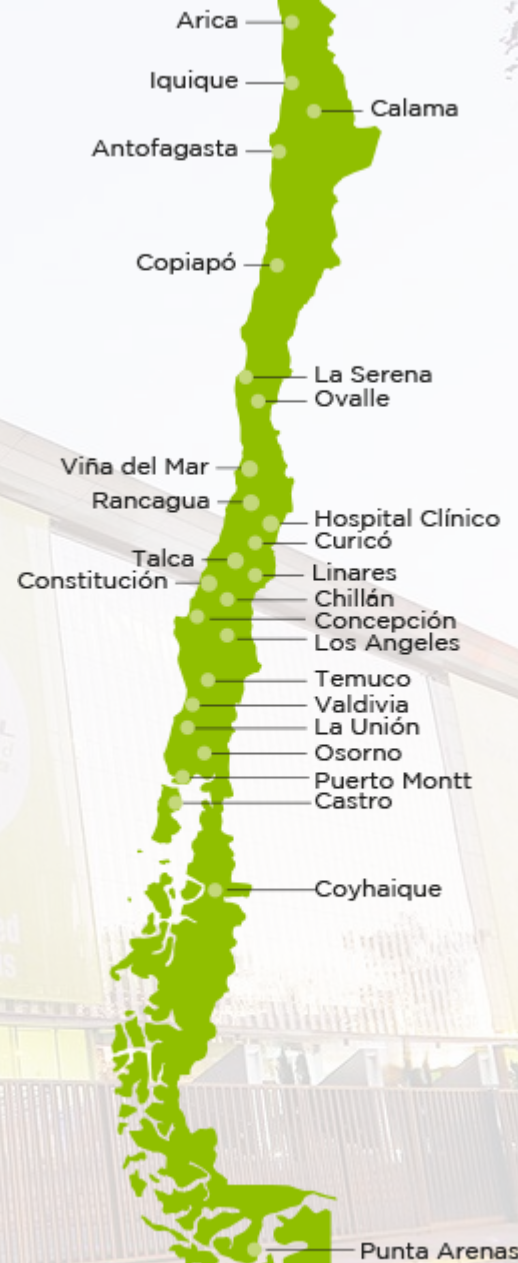 Arica
Iquique
Calama
Antofagasta
Copiapó
La Serena
Ovalle
Viña del Mar
Rancagua
Hospital Clínico
Curicó
Talca
Linares
Constitución
Chillán
Concepción
Los Angeles
Temuco
Valdivia
La Unión
Osorno
Puerto Montt
Castro
Coyhaique
Punta Arenas